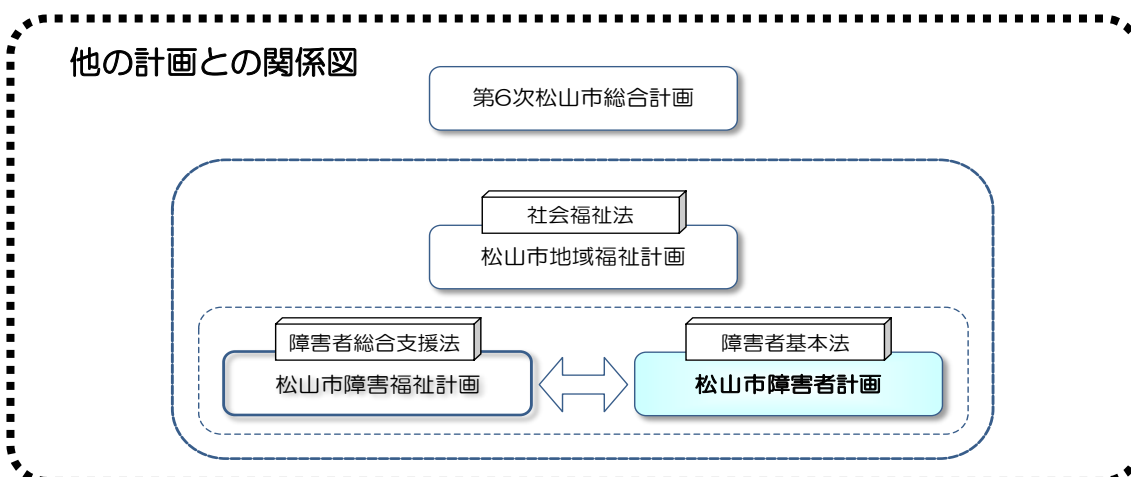 他の計画との関係図
第6次松山市総合計画
社会福祉法
松山市地域福祉計画
障害者総合支援法
松山市障害福祉計画
障害者基本法
松山市障害者計画